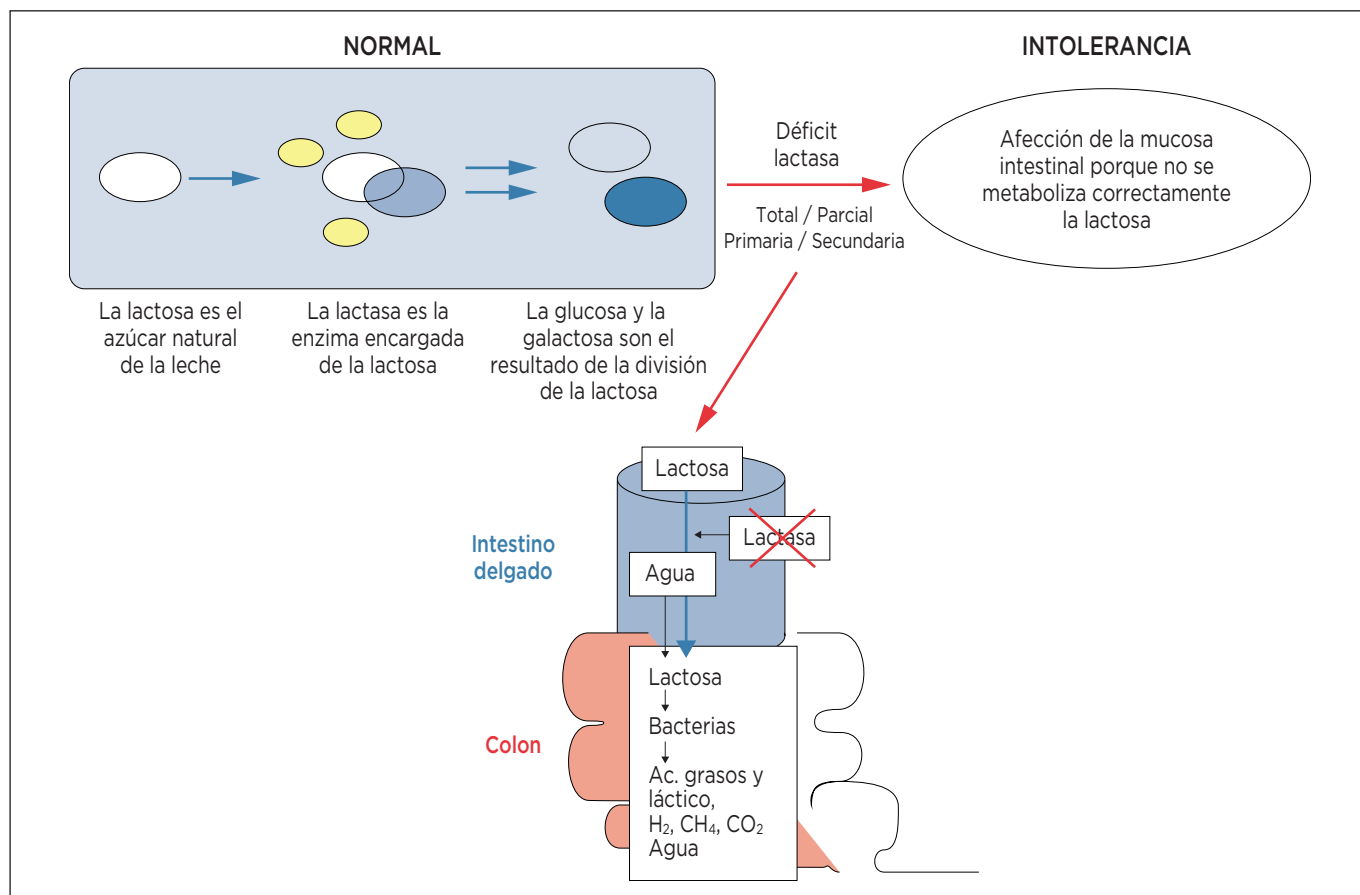 NORMAL
INTOLERANCIA
La lactosa es el
azúcar natural
de la leche
La lactasa es la
enzima encargada
de la lactosa
La glucosa y la
galactosa son el
resultado de la división
de la lactosa
Déficit
lactasa
Total / Parcial
Primaria / Secundaria
Afección de la mucosa
intestinal porque no se
metaboliza correctamente
la lactosa
Lactosa
Lactasa
Intestino
delgado
Agua
Colon
Lactosa
Bacterias
Ac. grasos y
láctico,
H₂, CH₄, CO₂
Agua